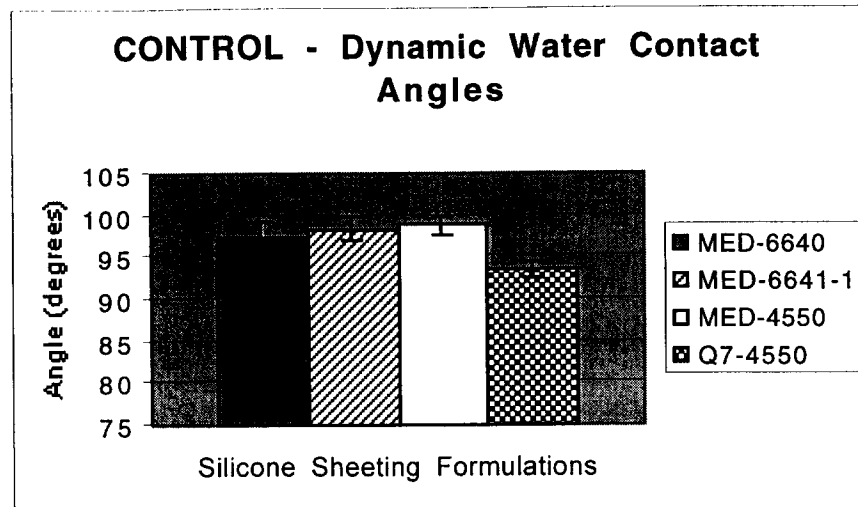 CONTROL - Dynamic Water Contact
Angles
Angle (degrees)
105
100
95
90
85
80
75
Silicone Sheeting Formulations
MED-6640
MED-6641-1
MED-4550
Q7-4550